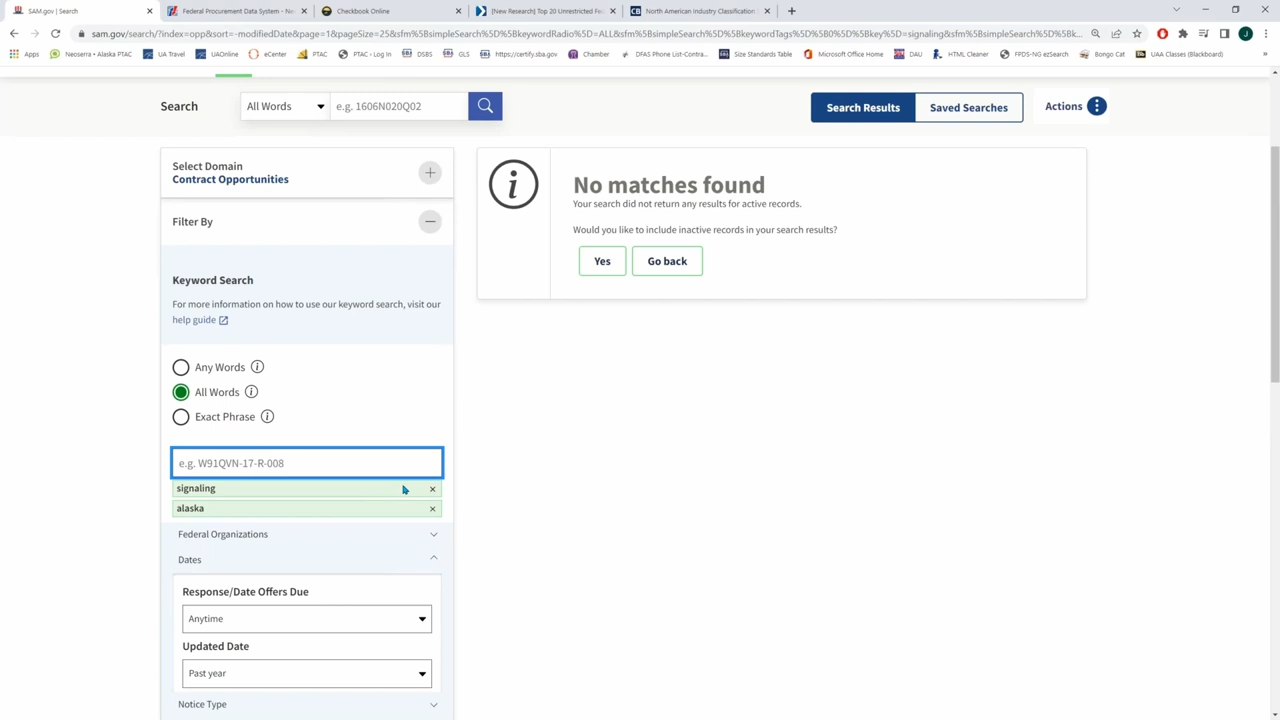 SAM.gov | Search
Federal Procurement Data System - Ne
Checkbook Online
[New Research] Top 20 Unrestricted Fe
North American Industry Classification
sam.gov/search/?index=opp&sort=-modifiedDate&page=1&pageSize=25&sfm%5BsimpleSearch%5D%5BkeywordRadio%5D=ALL&sfm%5BsimpleSearch%5D%5BkeywordTags%5D%5B0%5D%5Bkey%5D=signaling&sfm%5BsimpleSearch%5D%5Bk...
J
Apps
Neoserra • Alaska PTAC
UA Travel
UAOnline
eCenter
PTAC
PTAC › Log In
DSBS
GLS
https://certify.sba.gov
Chamber
DFAS Phone List-Contra...
Size Standards Table
Microsoft Office Home
DAU
HTML Cleaner
FPDS-NG ezSearch
Bongo Cat
UAA Classes (Blackboard)
»
Search
All Words
e.g. 1606N020Q02
Search Results
Saved Searches
Actions
Select Domain
Contract Opportunities
Filter By
Keyword Search
For more information on how to use our keyword search, visit our
help guide
Any Words
All Words
Exact Phrase
e.g. W91QVN-17-R-008
signaling
alaska
Federal Organizations
Dates
Response/Date Offers Due
Anytime
Updated Date
Past year
Notice Type
No matches found
Your search did not return any results for active records.
Would you like to include inactive records in your search results?
Yes
Go back